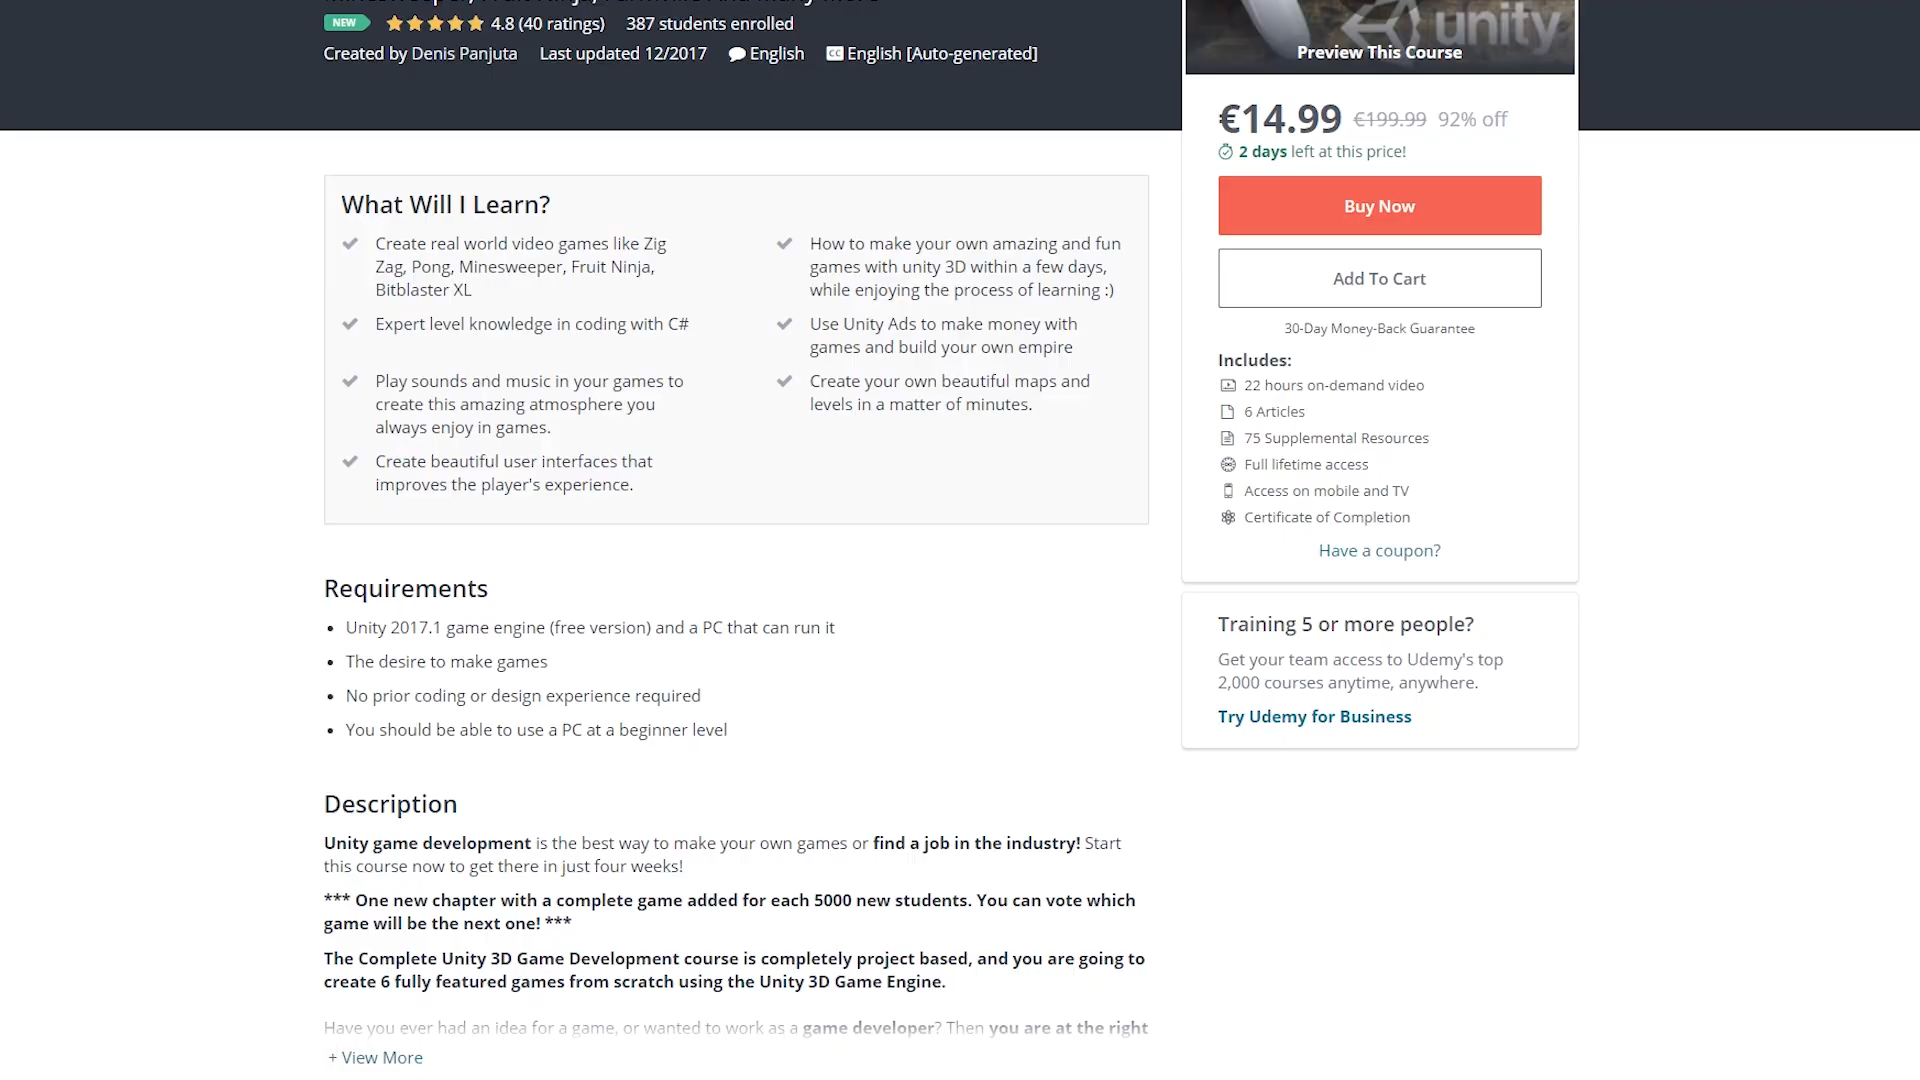 NEW 4.8 (40 ratings) 387 students enrolled
Created by Denis Panjuta Last updated 12/2017 English CC English [Auto-generated]
unity
Preview This Course
€14.99 €199.99 92% off
2 days left at this price!
Buy Now
Add To Cart
30-Day Money-Back Guarantee
Includes:
22 hours on-demand video
6 Articles
75 Supplemental Resources
Full lifetime access
Access on mobile and TV
Certificate of Completion
Have a coupon?
Training 5 or more people?
Get your team access to Udemy's top
2,000 courses anytime, anywhere.
Try Udemy for Business
What Will I Learn?
Create real world video games like Zig
Zag, Pong, Minesweeper, Fruit Ninja,
Bitblaster XL
Expert level knowledge in coding with C#
Play sounds and music in your games to
create this amazing atmosphere you
always enjoy in games.
Create beautiful user interfaces that
improves the player's experience.
How to make your own amazing and fun
games with unity 3D within a few days,
while enjoying the process of learning :)
Use Unity Ads to make money with
games and build your own empire
Create your own beautiful maps and
levels in a matter of minutes.
Requirements
Unity 2017.1 game engine (free version) and a PC that can run it
The desire to make games
No prior coding or design experience required
You should be able to use a PC at a beginner level
Description
Unity game development is the best way to make your own games or find a job in the industry! Start
this course now to get there in just four weeks!
*** One new chapter with a complete game added for each 5000 new students. You can vote which
game will be the next one! ***
The Complete Unity 3D Game Development course is completely project based, and you are going to
create 6 fully featured games from scratch using the Unity 3D Game Engine.
Have you ever had an idea for a game, or wanted to work as a game developer? Then you are at the right
+ View More